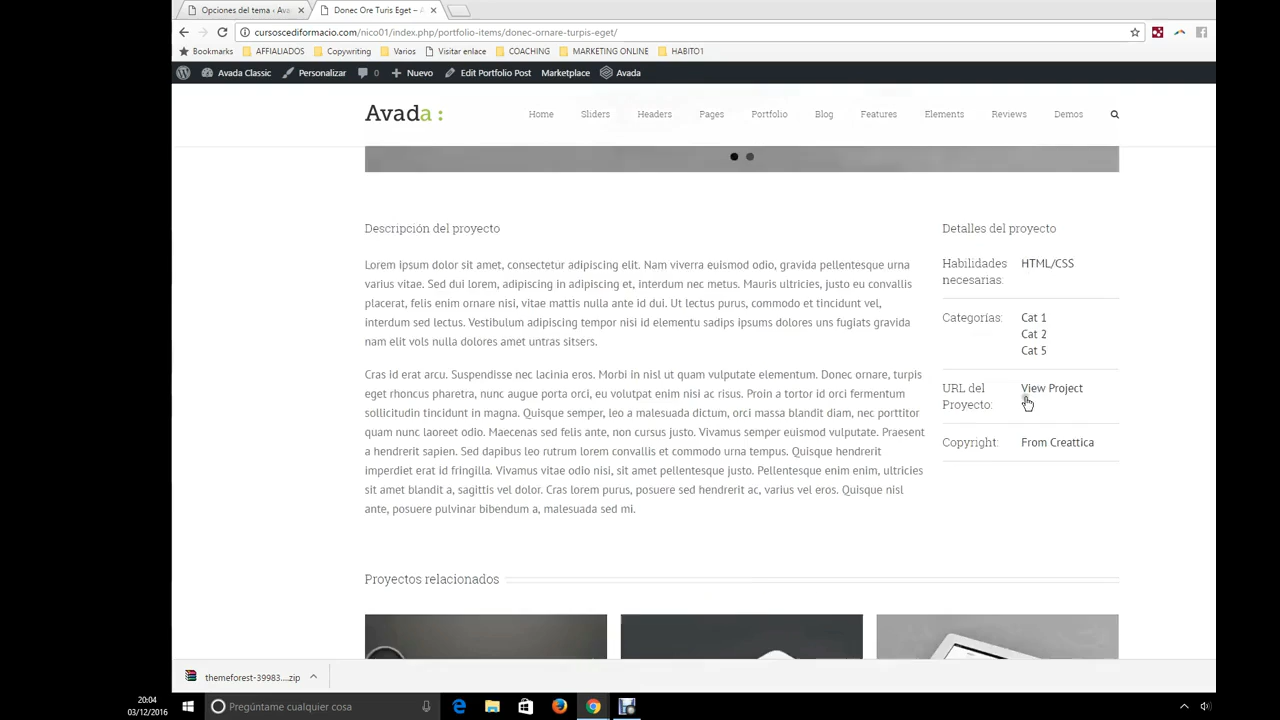 Opciones del tema ‹ Ava
Donec Ore Turis Eget – A
cursoscediformacio.com/nico01/index.php/portfolio-items/donec-ornare-turpis-eget/
Bookmarks AFFIALIADOS Copywriting Varios Visitar enlace COACHING MARKETING ONLINE HABITO1
Avada Classic Personalizar 0 Nuevo Edit Portfolio Post Marketplace Avada
Avada :
Home Sliders Headers Pages Portfolio Blog Features Elements Reviews Demos
Descripción del proyecto
Lorem ipsum dolor sit amet, consectetur adipiscing elit. Nam viverra euismod odio, gravida pellentesque urna
varius vitae. Sed dui lorem, adipiscing in adipiscing et, interdum nec metus. Mauris ultricies, justo eu convallis
placerat, felis enim ornare nisi, vitae mattis nulla ante id dui. Ut lectus purus, commodo et tincidunt vel,
interdum sed lectus. Vestibulum adipiscing tempor nisi id elementu sadips ipsums dolores uns fugiats gravida
nam elit vols nulla dolores amet untras sitsers.
Cras id erat arcu. Suspendisse nec lacinia eros. Morbi in nisl ut quam vulputate elementum. Donec ornare, turpis
eget rhoncus pharetra, nunc augue porta orci, eu volutpat enim nisi ac risus. Proin a tortor id orci fermentum
sollicitudin tincidunt in magna. Quisque semper, leo a malesuada dictum, orci massa blandit diam, nec porttitor
quam nunc laoreet odio. Maecenas sed felis ante, non cursus justo. Vivamus semper euismod vulputate. Praesent
a hendrerit sapien. Sed dapibus leo rutrum lorem convallis et commodo urna tempus. Quisque hendrerit
imperdiet erat id fringilla. Vivamus vitae odio nisi, sit amet pellentesque justo. Pellentesque enim enim, ultricies
sit amet blandit a, sagittis vel dolor. Cras lorem purus, posuere sed hendrerit ac, varius vel eros. Quisque nisl
ante, posuere pulvinar bibendum a, malesuada sed mi.
Detalles del proyecto
Habilidades HTML/CSS
necesarias:
Categorías: Cat 1
Cat 2
Cat 5
URL del View Project
Proyecto:
Copyright: From Creattica
Proyectos relacionados
themeforest-39983....zip
20:04
03/12/2016
Pregúntame cualquier cosa